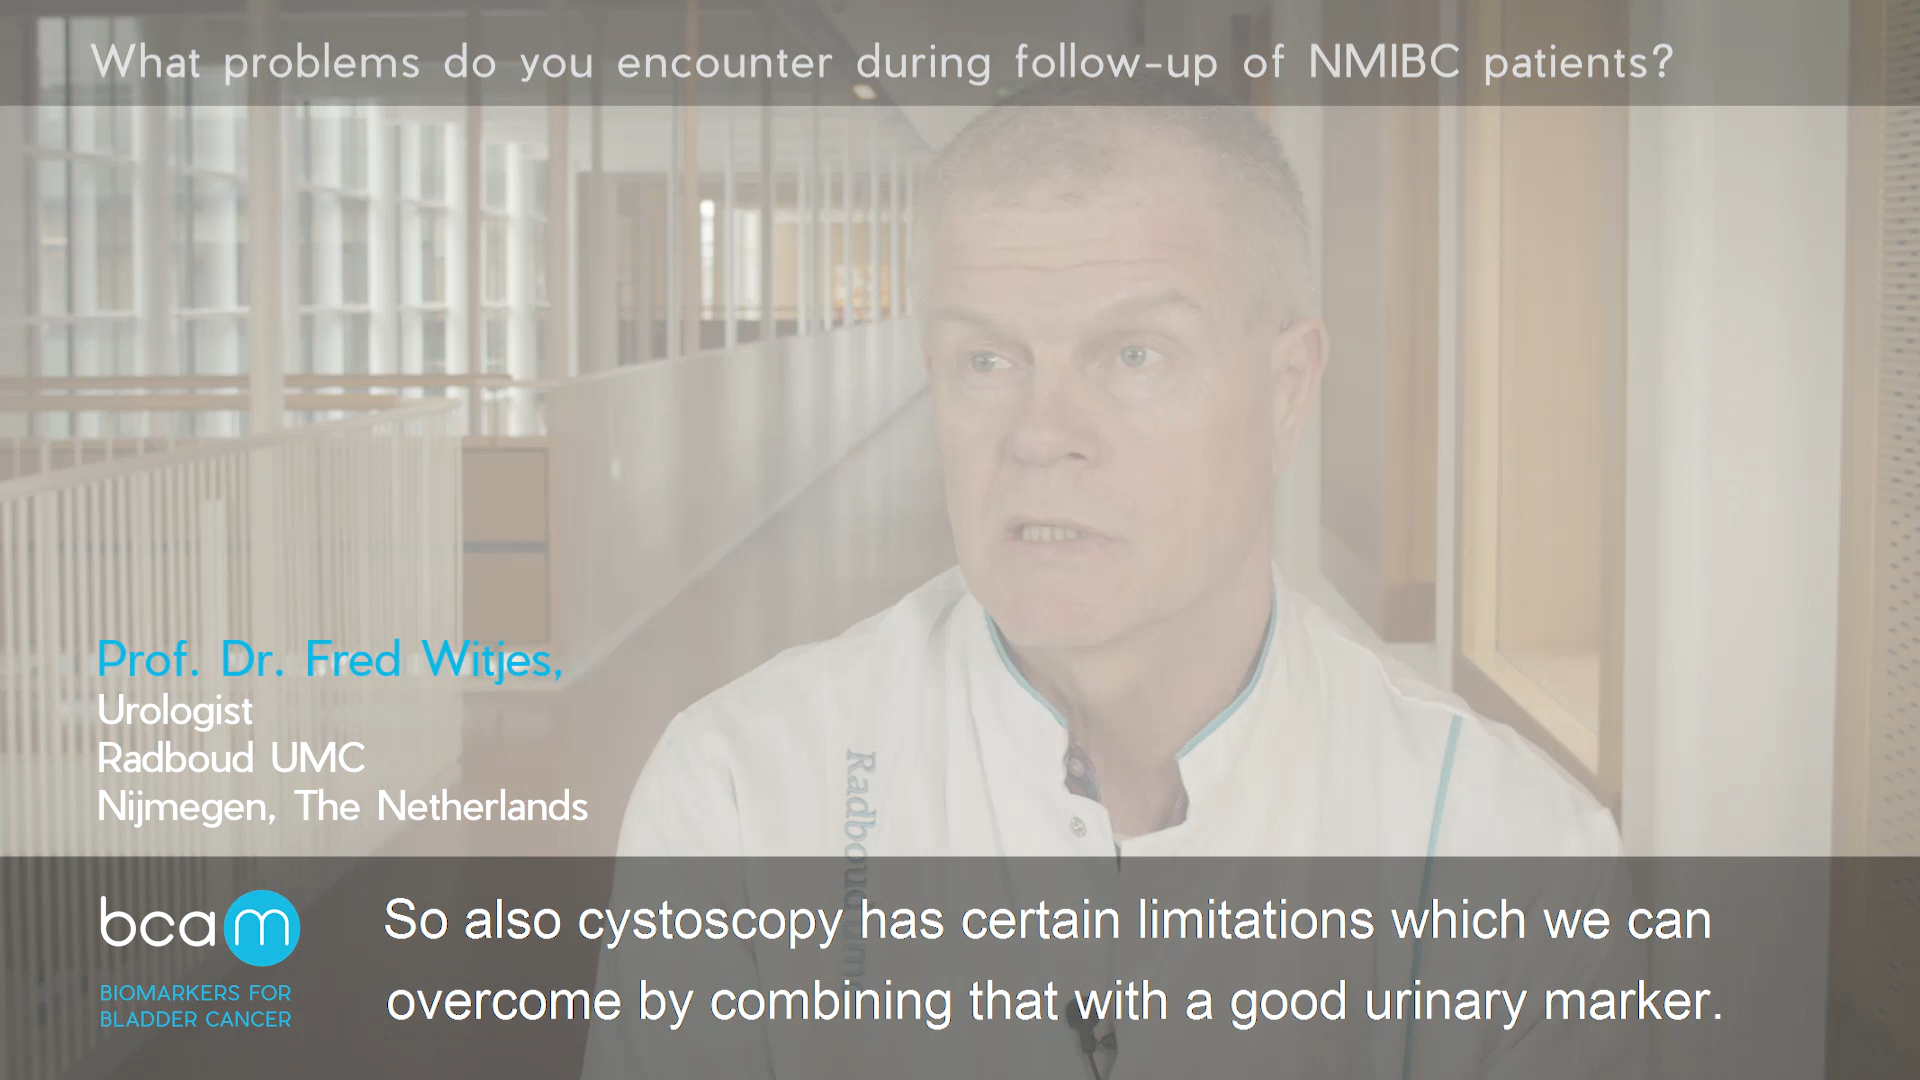 What problems do you encounter during follow-up of NMIBC patients?
Prof. Dr. Fred Witjes,
Urologist
Radboud UMC
Nijmegen, The Netherlands
Radboudumc
bcam
BIOMARKERS FOR
BLADDER CANCER
So also cystoscopy has certain limitations which we can
overcome by combining that with a good urinary marker.